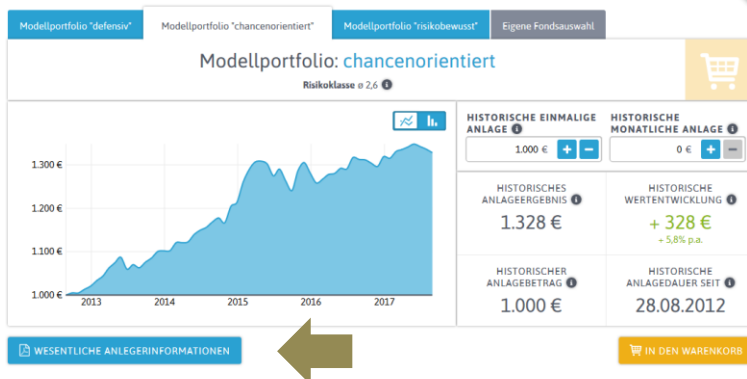 Modellportfolio "defensiv"
Modellportfolio "chancenorientiert"
Modellportfolio "risikobewusst"
Eigene Fondsauswahl
Modellportfolio: chancenorientiert
Risikoklasse ø 2,6 i
HISTORISCHE EINMALIGE
ANLAGE i
1.000 € + −
HISTORISCHE
MONATLICHE ANLAGE i
0 € + −
1.300 €
1.200 €
1.100 €
1.000 €
2013 2014 2015 2016 2017
HISTORISCHES
ANLAGEERGEBNIS i
1.328 €
HISTORISCHE
WERTENTWICKLUNG i
+ 328 €
+ 5,8% p.a.
HISTORISCHER
ANLAGEBETRAG i
1.000 €
HISTORISCHE
ANLAGEDAUER SEIT i
28.08.2012
WESENTLICHE ANLEGERINFORMATIONEN
IN DEN WARENKORB